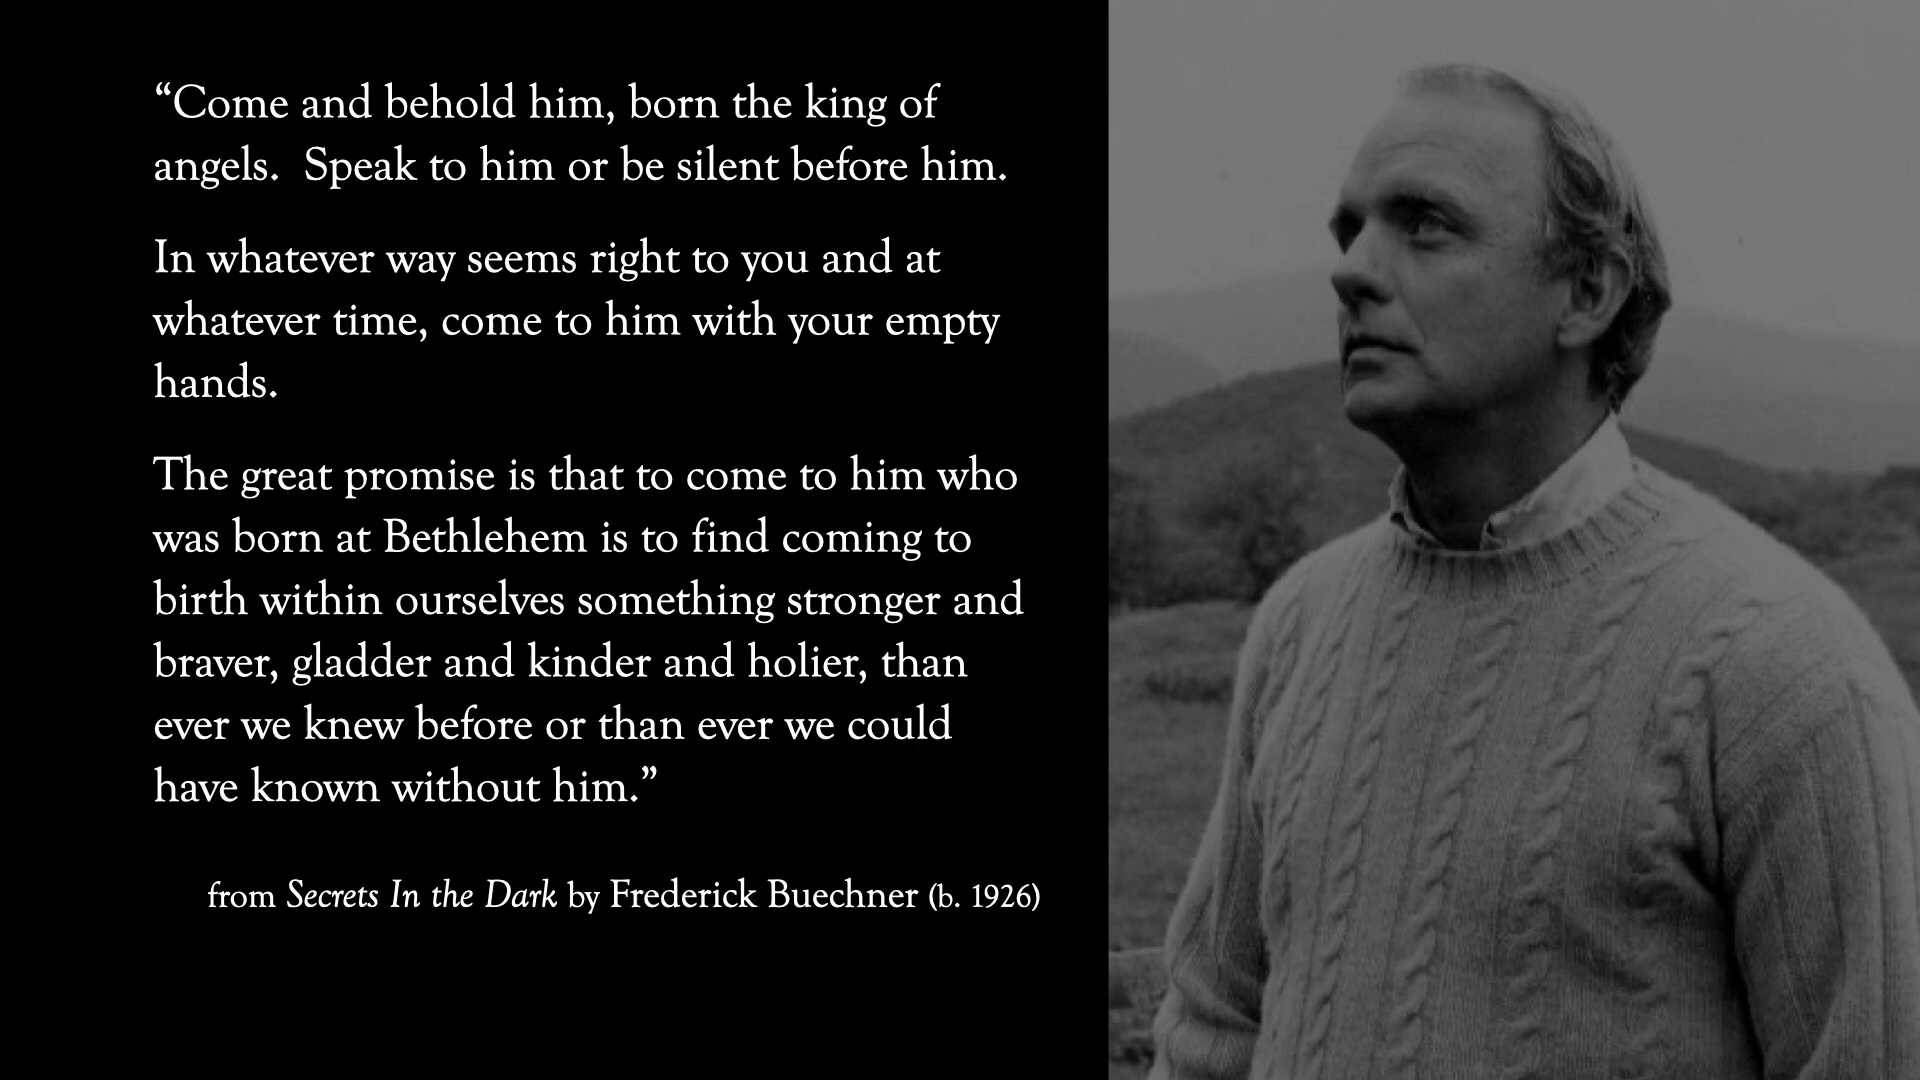 “Come and behold him, born the king of
angels.  Speak to him or be silent before him.
In whatever way seems right to you and at
whatever time, come to him with your empty
hands.
The great promise is that to come to him who
was born at Bethlehem is to find coming to
birth within ourselves something stronger and
braver, gladder and kinder and holier, than
ever we knew before or than ever we could
have known without him.”
from Secrets In the Dark by Frederick Buechner (b. 1926)